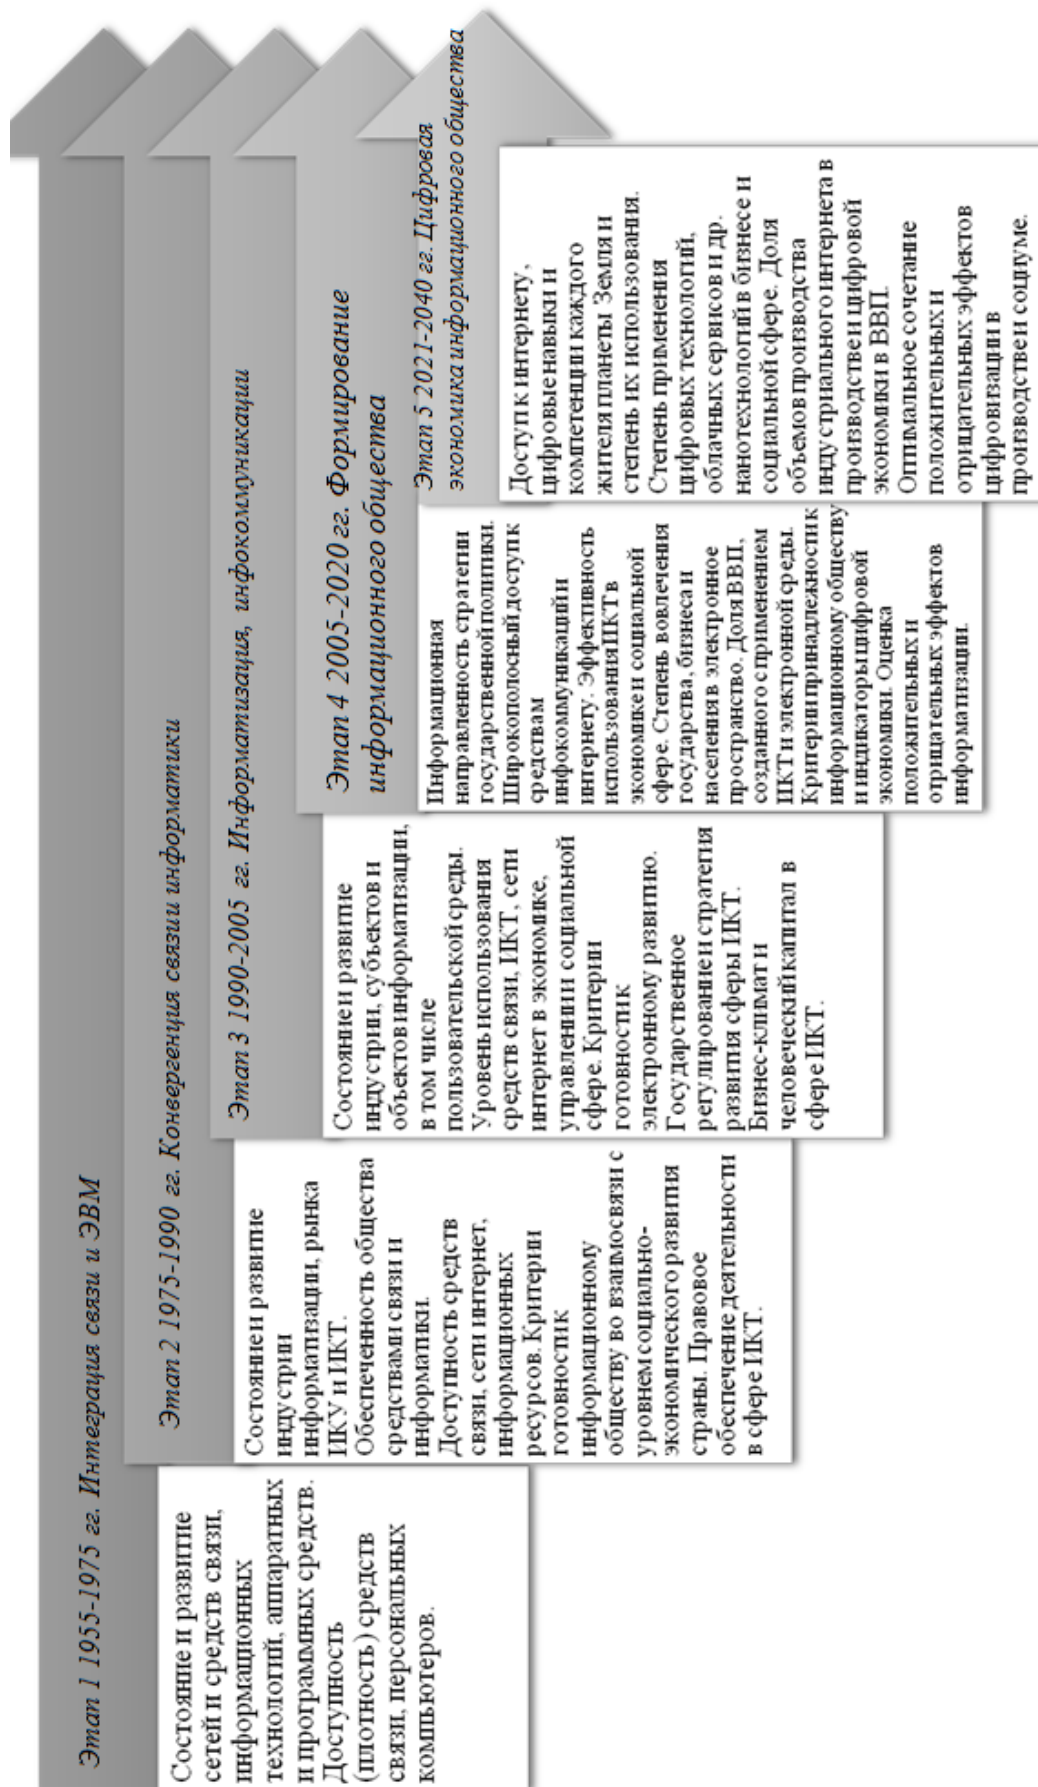 Этап 1 1955-1975 гг. Интеграция связи и ЭВМ
Состояние и развитие
сетей и средств связи,
информационных
технологий, аппаратных
и программных средств.
Доступность
(плотность) средств
связи, персональных
компьютеров.
Этап 2 1975-1990 гг. Конвергенция связи и информатики
Состояние и развитие
индустрии
информатизации, рынка
ИКУ и ИКТ.
Обеспеченность общества
средствами связи и
информатики.
Доступность средств
связи, сети интернет,
информационных
ресурсов. Критерии
готовности к
информационному
обществу во взаимосвязи с
уровнем социально-
экономического развития
страны. Правовое
обеспечение деятельности
в сфере ИКТ.
Этап 3 1990-2005 гг. Информатизация, инфокоммуникации
Состояние и развитие
индустрии, субъектов и
объектов информатизации,
в том числе
пользовательской среды.
Уровень использования
средств связи, ИКТ, сети
интернет в экономике,
управлении и социальной
сфере. Критерии
готовности к
электронному развитию.
Государственное
регулирование и стратегия
развития сферы ИКТ.
Бизнес-климат и
человеческий капитал в
сфере ИКТ.
Этап 4 2005-2020 гг. Формирование
информационного общества
Информационная
направленность стратегии
государственной политики.
Широкополосный доступ к
средствам
инфокоммуникаций и
интернету. Эффективность
использования ИКТ в
экономике и социальной
сфере. Степень вовлечения
государства, бизнеса и
населения в электронное
пространство. Доля ВВП,
созданного с применением
ИКТ и электронной среды.
Критерии принадлежности к
информационному обществу
и индикаторы цифровой
экономики. Оценка
положительных и
отрицательных эффектов
информатизации.
Этап 5 2021-2040 гг. Цифровая
экономика информационного общества
Доступ к интернету,
цифровые навыки и
компетенции каждого
жителя планеты Земля и
степень их использования.
Степень применения
цифровых технологий,
облачных сервисов и др.
нанотехнологий в бизнесе и
социальной сфере. Доля
объемов производства
индустриального интернета в
производстве и цифровой
экономики в ВВП.
Оптимальное сочетание
положительных и
отрицательных эффектов
цифровизации в
производстве и социуме.